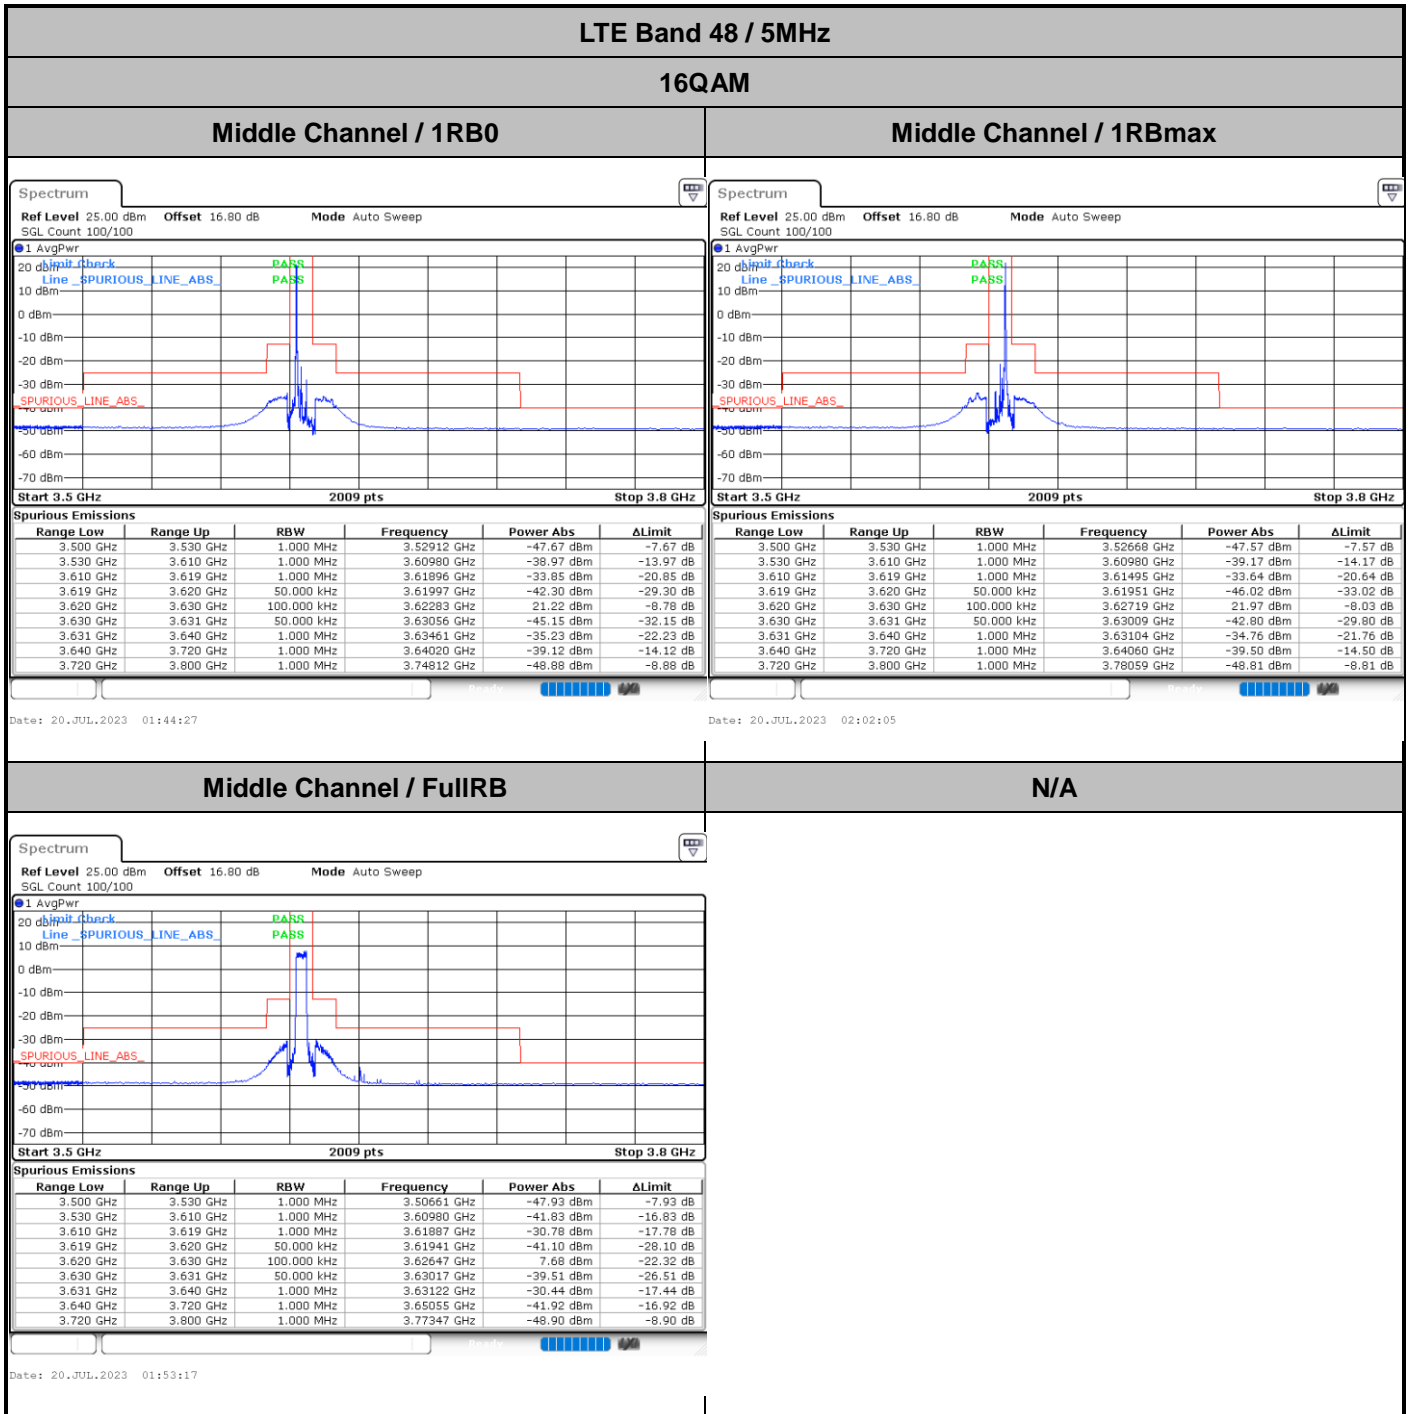 LTE Band 48 / 5MHz
16QAM
Middle Channel / 1RB0
Middle Channel / 1RBmax
Spectrum
Ref Level 25.00 dBm Offset 16.80 dB Mode Auto Sweep
SGL Count 100/100
1 AvgPwr
Limit Check PASS
Line _SPURIOUS_LINE_ABS_ PASS
20 dBm
10 dBm
0 dBm
-10 dBm
-20 dBm
-30 dBm
_SPURIOUS_LINE_ABS_
-40 dBm
-50 dBm
-60 dBm
-70 dBm
Start 3.5 GHz 2009 pts Stop 3.8 GHz
Spurious Emissions
Range Low Range Up RBW Frequency Power Abs ΔLimit
3.500 GHz 3.530 GHz 1.000 MHz 3.52912 GHz -47.67 dBm -7.67 dB
3.530 GHz 3.610 GHz 1.000 MHz 3.60980 GHz -38.97 dBm -13.97 dB
3.610 GHz 3.619 GHz 1.000 MHz 3.61896 GHz -33.85 dBm -20.85 dB
3.619 GHz 3.620 GHz 50.000 kHz 3.61997 GHz -42.30 dBm -29.30 dB
3.620 GHz 3.630 GHz 100.000 kHz 3.62283 GHz 21.22 dBm -8.78 dB
3.630 GHz 3.631 GHz 50.000 kHz 3.63056 GHz -45.15 dBm -32.15 dB
3.631 GHz 3.640 GHz 1.000 MHz 3.63461 GHz -35.23 dBm -22.23 dB
3.640 GHz 3.720 GHz 1.000 MHz 3.64020 GHz -39.12 dBm -14.12 dB
3.720 GHz 3.800 GHz 1.000 MHz 3.74812 GHz -48.88 dBm -8.88 dB
Ready
Date: 20.JUL.2023 01:44:27
Spectrum
Ref Level 25.00 dBm Offset 16.80 dB Mode Auto Sweep
SGL Count 100/100
1 AvgPwr
Limit Check PASS
Line _SPURIOUS_LINE_ABS_ PASS
20 dBm
10 dBm
0 dBm
-10 dBm
-20 dBm
-30 dBm
_SPURIOUS_LINE_ABS_
-40 dBm
-50 dBm
-60 dBm
-70 dBm
Start 3.5 GHz 2009 pts Stop 3.8 GHz
Spurious Emissions
Range Low Range Up RBW Frequency Power Abs ΔLimit
3.500 GHz 3.530 GHz 1.000 MHz 3.52668 GHz -47.57 dBm -7.57 dB
3.530 GHz 3.610 GHz 1.000 MHz 3.60980 GHz -39.17 dBm -14.17 dB
3.610 GHz 3.619 GHz 1.000 MHz 3.61495 GHz -33.64 dBm -20.64 dB
3.619 GHz 3.620 GHz 50.000 kHz 3.61951 GHz -46.02 dBm -33.02 dB
3.620 GHz 3.630 GHz 100.000 kHz 3.62719 GHz 21.97 dBm -8.03 dB
3.630 GHz 3.631 GHz 50.000 kHz 3.63009 GHz -42.80 dBm -29.80 dB
3.631 GHz 3.640 GHz 1.000 MHz 3.63104 GHz -34.76 dBm -21.76 dB
3.640 GHz 3.720 GHz 1.000 MHz 3.64060 GHz -39.50 dBm -14.50 dB
3.720 GHz 3.800 GHz 1.000 MHz 3.78059 GHz -48.81 dBm -8.81 dB
Ready
Date: 20.JUL.2023 02:02:05
Middle Channel / FullRB
N/A
Spectrum
Ref Level 25.00 dBm Offset 16.80 dB Mode Auto Sweep
SGL Count 100/100
1 AvgPwr
Limit Check PASS
Line _SPURIOUS_LINE_ABS_ PASS
20 dBm
10 dBm
0 dBm
-10 dBm
-20 dBm
-30 dBm
_SPURIOUS_LINE_ABS_
-40 dBm
-50 dBm
-60 dBm
-70 dBm
Start 3.5 GHz 2009 pts Stop 3.8 GHz
Spurious Emissions
Range Low Range Up RBW Frequency Power Abs ΔLimit
3.500 GHz 3.530 GHz 1.000 MHz 3.50661 GHz -47.93 dBm -7.93 dB
3.530 GHz 3.610 GHz 1.000 MHz 3.60980 GHz -41.83 dBm -16.83 dB
3.610 GHz 3.619 GHz 1.000 MHz 3.61887 GHz -30.78 dBm -17.78 dB
3.619 GHz 3.620 GHz 50.000 kHz 3.61941 GHz -41.10 dBm -28.10 dB
3.620 GHz 3.630 GHz 100.000 kHz 3.62647 GHz 7.68 dBm -22.32 dB
3.630 GHz 3.631 GHz 50.000 kHz 3.63017 GHz -39.51 dBm -26.51 dB
3.631 GHz 3.640 GHz 1.000 MHz 3.63122 GHz -30.44 dBm -17.44 dB
3.640 GHz 3.720 GHz 1.000 MHz 3.65055 GHz -41.92 dBm -16.92 dB
3.720 GHz 3.800 GHz 1.000 MHz 3.77347 GHz -48.90 dBm -8.90 dB
Ready
Date: 20.JUL.2023 01:53:17